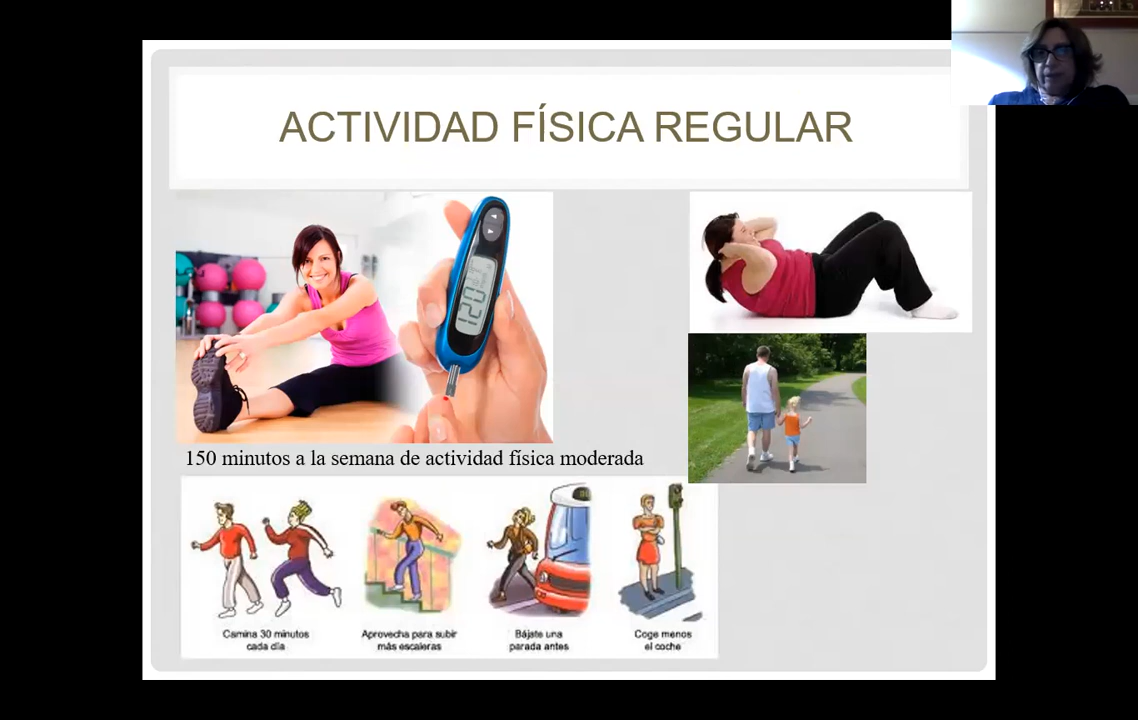 ACTIVIDAD FÍSICA REGULAR
120
150 minutos a la semana de actividad física moderada
Camina 30 minutos
cada día
Aprovecha para subir
más escaleras
Bájate una
parada antes
Coge menos
el coche